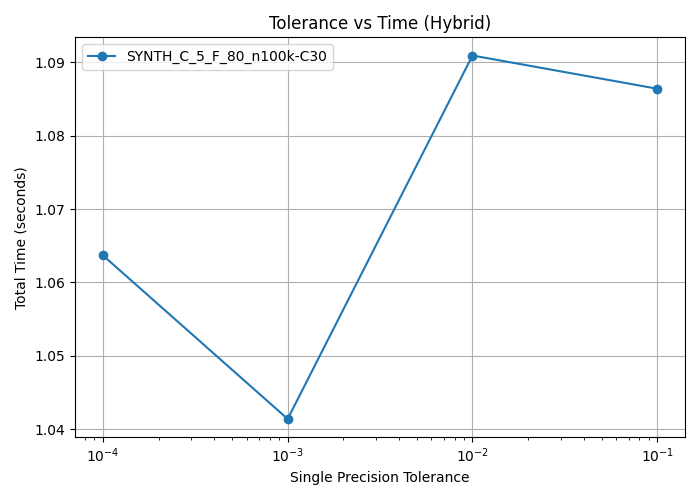 Tolerance vs Time (Hybrid)
SYNTH_C_5_F_80_n100k-C30
Total Time (seconds)
1.09
1.08
1.07
1.06
1.05
1.04
10⁻⁴ 10⁻³ 10⁻² 10⁻¹
Single Precision Tolerance